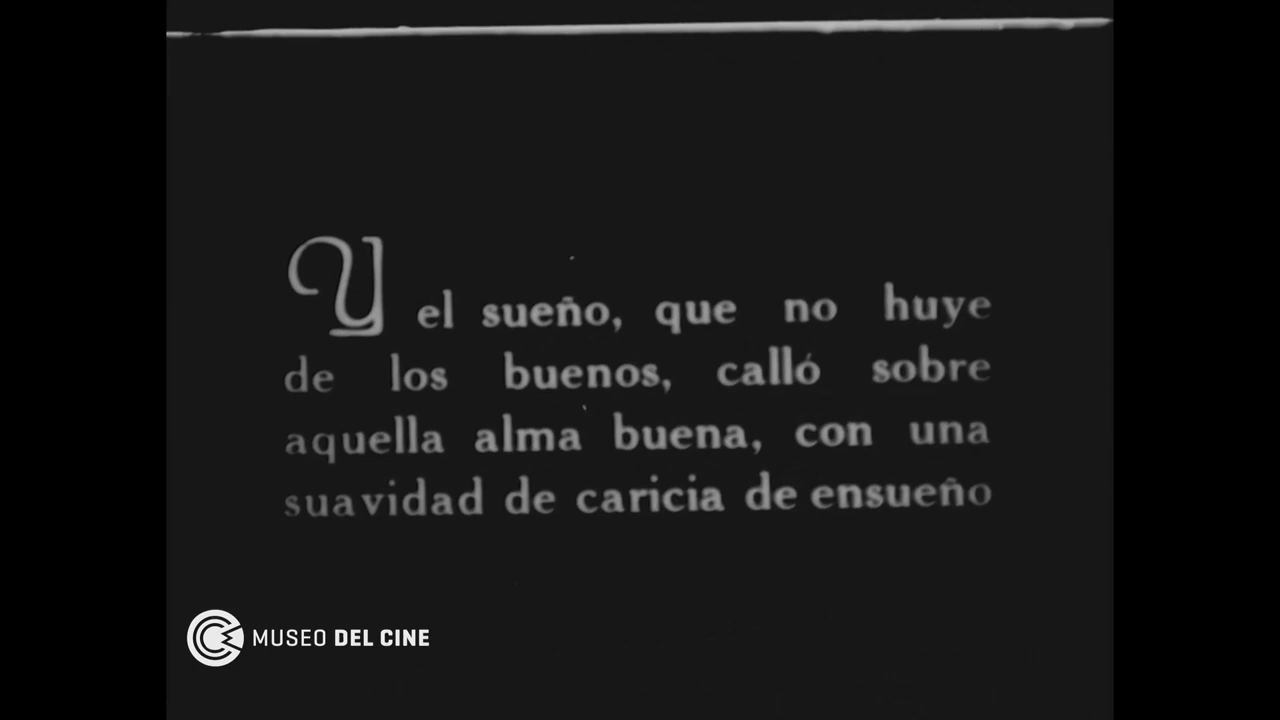 Y el sueño, que no huye
de los buenos, calló sobre
aquella alma buena, con una
suavidad de caricia de ensueño
MUSEO DEL CINE